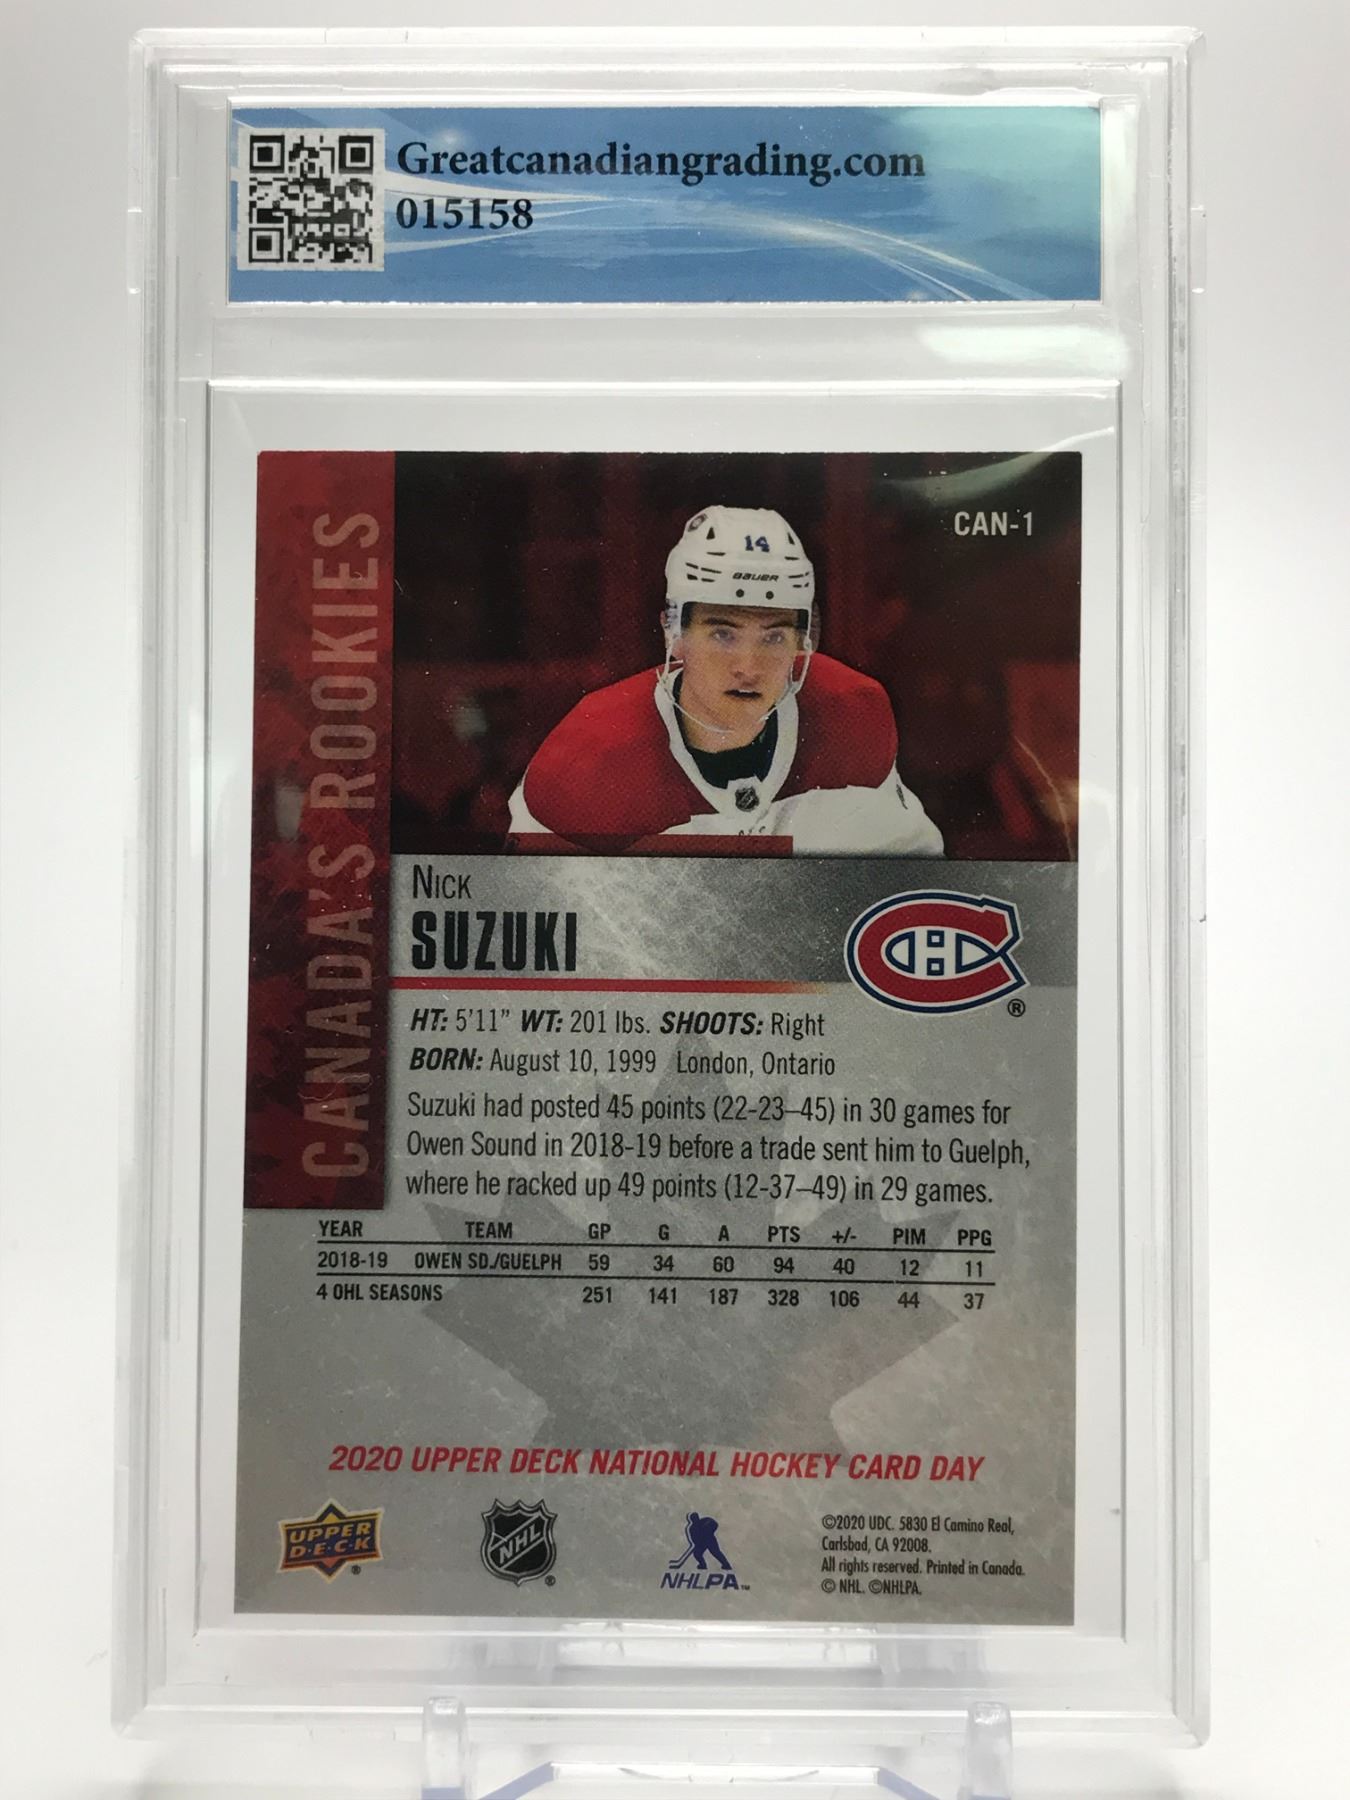 Greatcanadiangrading.com
015158
CAN-1
14
BAUER
CANADA'S ROOKIES
NICK
SUZUKI
®
HT: 5'11" WT: 201 lbs. SHOOTS: Right
BORN: August 10, 1999 London, Ontario
Suzuki had posted 45 points (22-23–45) in 30 games for
Owen Sound in 2018-19 before a trade sent him to Guelph,
where he racked up 49 points (12-37–49) in 29 games.
YEAR TEAM GP G A PTS +/- PIM PPG
2018-19 OWEN SD./GUELPH 59 34 60 94 40 12 11
4 OHL SEASONS 251 141 187 328 106 44 37
2020 UPPER DECK NATIONAL HOCKEY CARD DAY
UPPER
D·E·C·K
®
NHL
®
NHLPA™
©2020 UDC. 5830 El Camino Real,
Carlsbad, CA 92008.
All rights reserved. Printed in Canada.
© NHL. ©NHLPA.